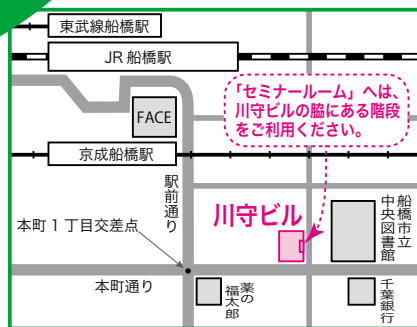 東武線船橋駅
JR 船橋駅
「セミナールーム」へは、
川守ビルの脇にある階段
をご利用ください。
FACE
京成船橋駅
駅前通り
川守ビル
船橋市立
中央図書館
本町 1 丁目交差点
本町通り
薬の
福太郎
千葉銀行